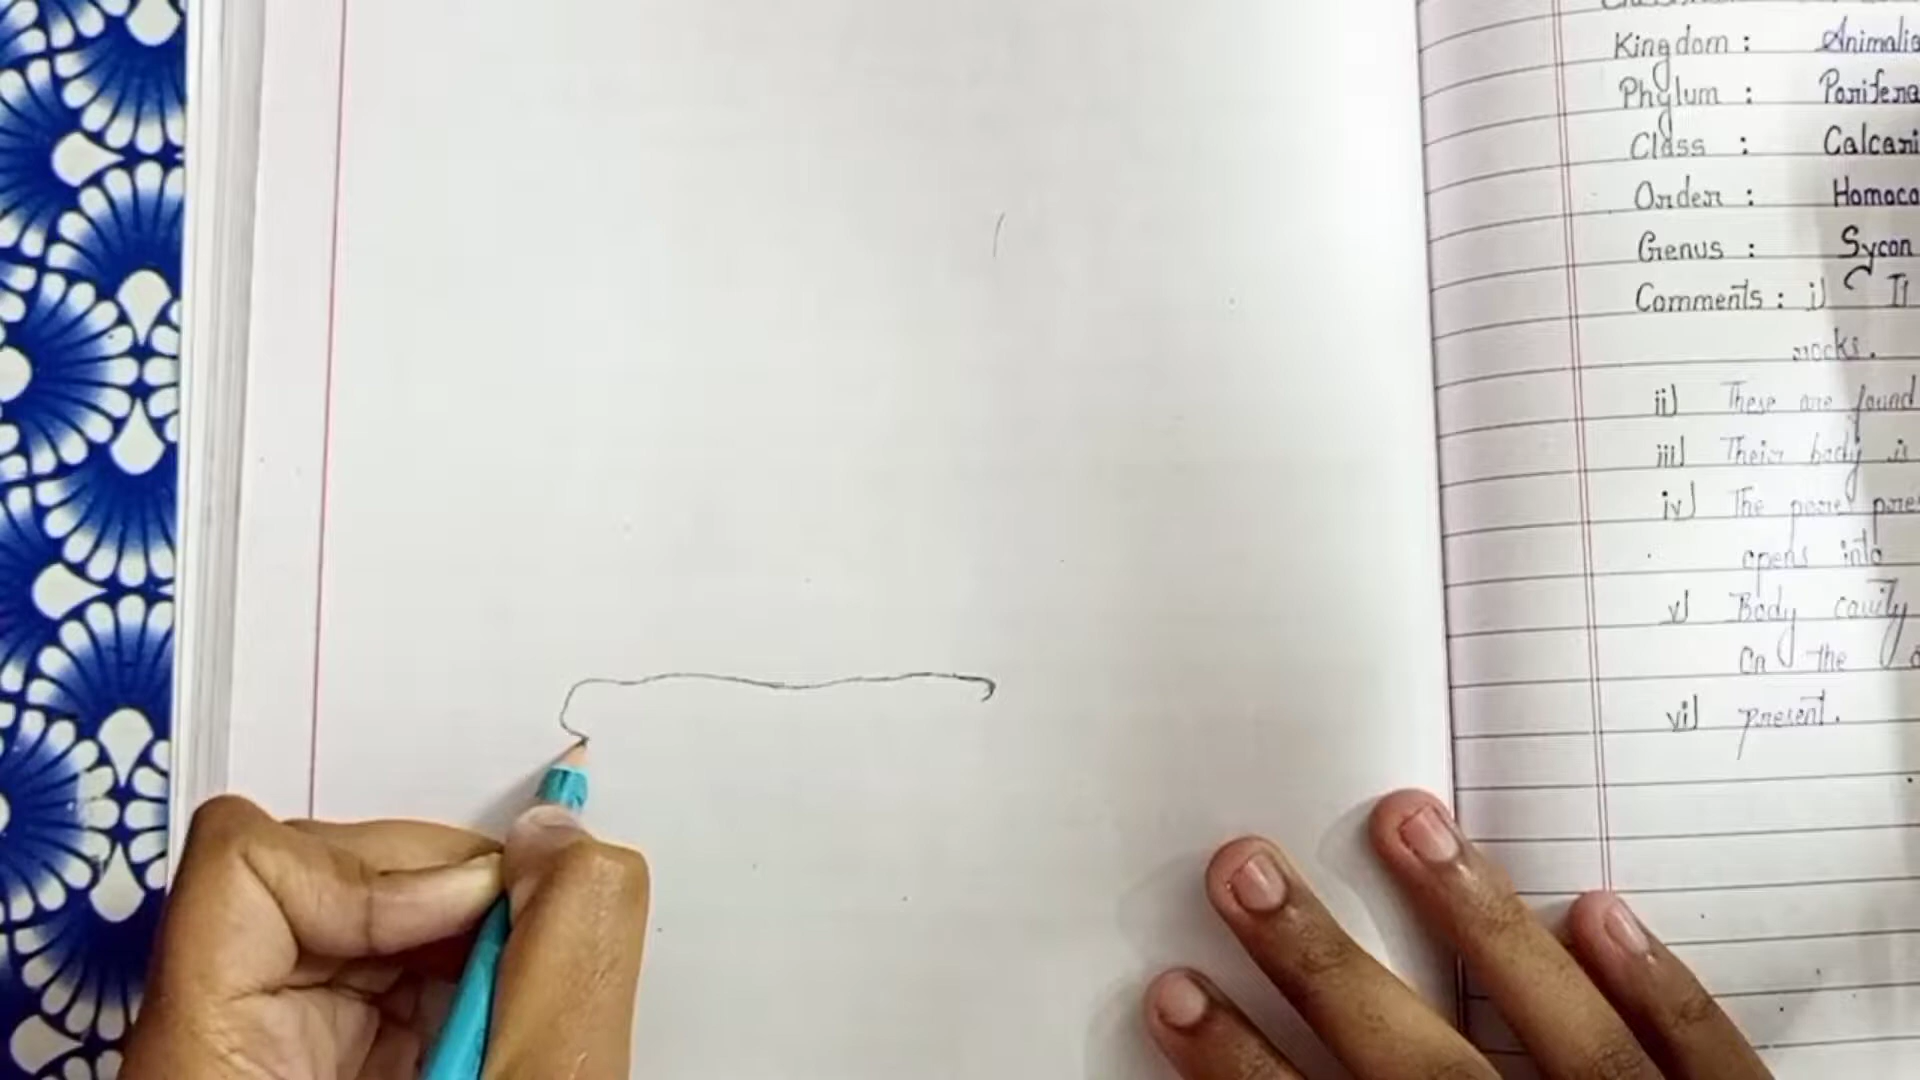 Kingdom : Animalia
Phylum : Porifera
Class : Calcari
Order : Homoco
Genus : Sycon
Comments : i) It
rocks.
ii) These are found
iii) Their body is
iv) The pores pres
opens into
v) Body cavity
On the
vi) present.